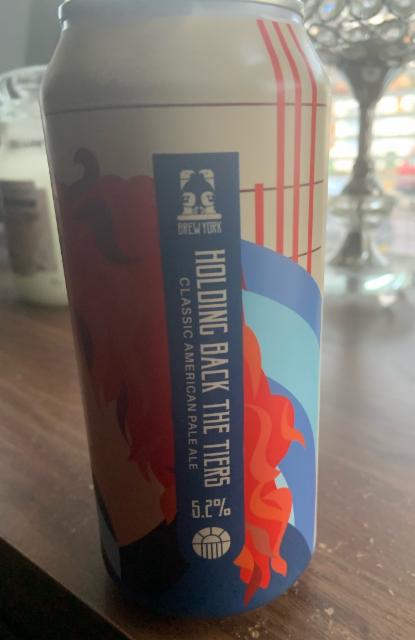 BREW YORK
HOLDING BACK THE TIERS
CLASSIC AMERICAN PALE ALE
5.2%